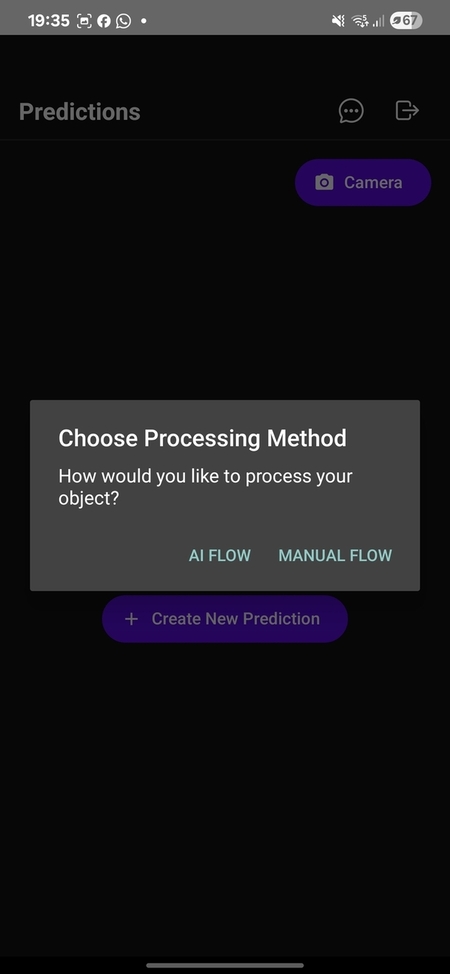 19:35
67
Predictions
Camera
Choose Processing Method
How would you like to process your
object?
AI FLOW
MANUAL FLOW
+ Create New Prediction